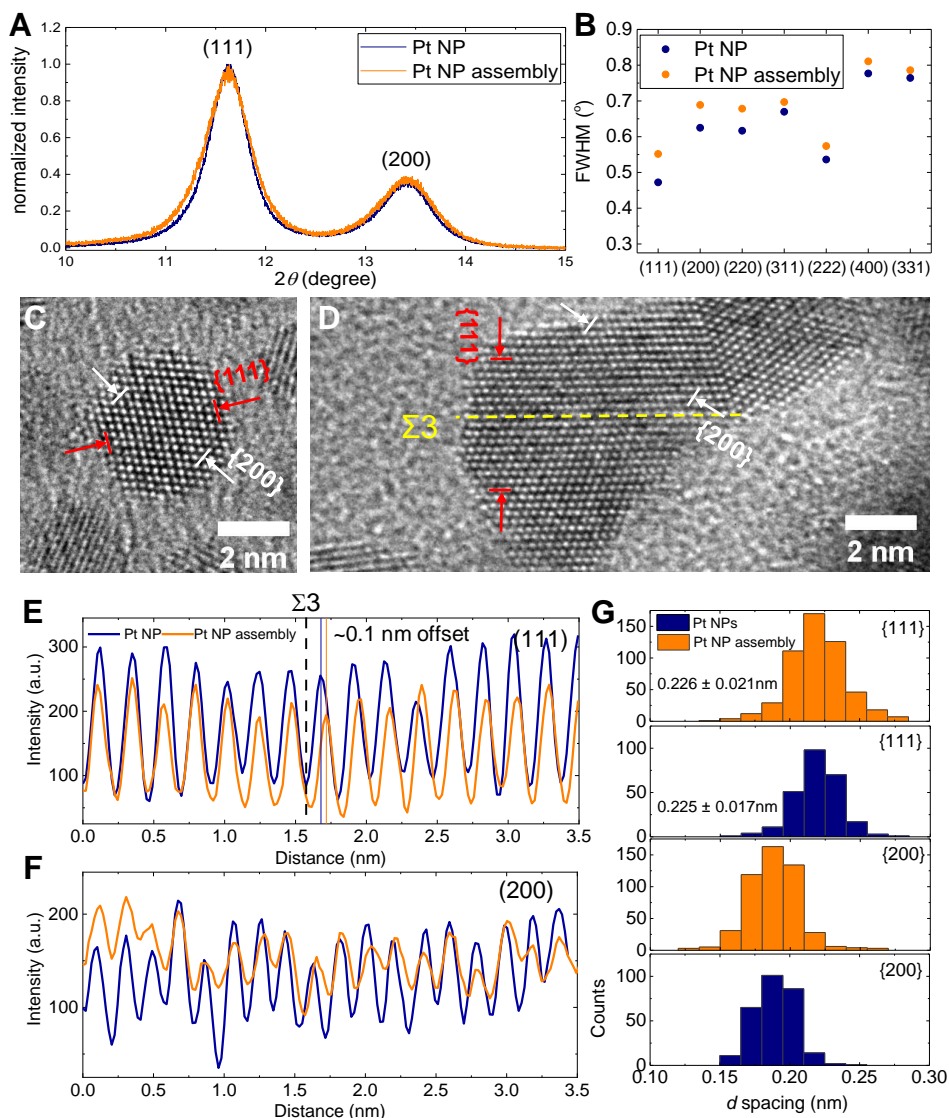 A
B
normalized intensity
1.2
1.0
0.8
0.6
0.4
0.2
0.0
(111)
(200)
Pt NP
Pt NP assembly
10
11
12
13
14
15
2θ (degree)
FWHM (°)
0.9
0.8
0.7
0.6
0.5
0.4
0.3
Pt NP
Pt NP assembly
(111) (200) (220) (311) (222) (400) (331)
C
{111}
{200}
2 nm
D
{111}
Σ3
{200}
2 nm
E
Σ3
Pt NP
Pt NP assembly
~0.1 nm offset
(111)
Intensity (a.u.)
300
200
100
0.0
0.5
1.0
1.5
2.0
2.5
3.0
3.5
Distance (nm)
F
(200)
Intensity (a.u.)
200
100
0.0
0.5
1.0
1.5
2.0
2.5
3.0
3.5
Distance (nm)
G
Pt NPs
Pt NP assembly
{111}
0.226 ± 0.021nm
150
100
50
0
{111}
0.225 ± 0.017nm
100
50
0
{200}
150
100
50
0
{200}
100
50
0
Counts
0.10
0.15
0.20
0.25
0.30
d spacing (nm)